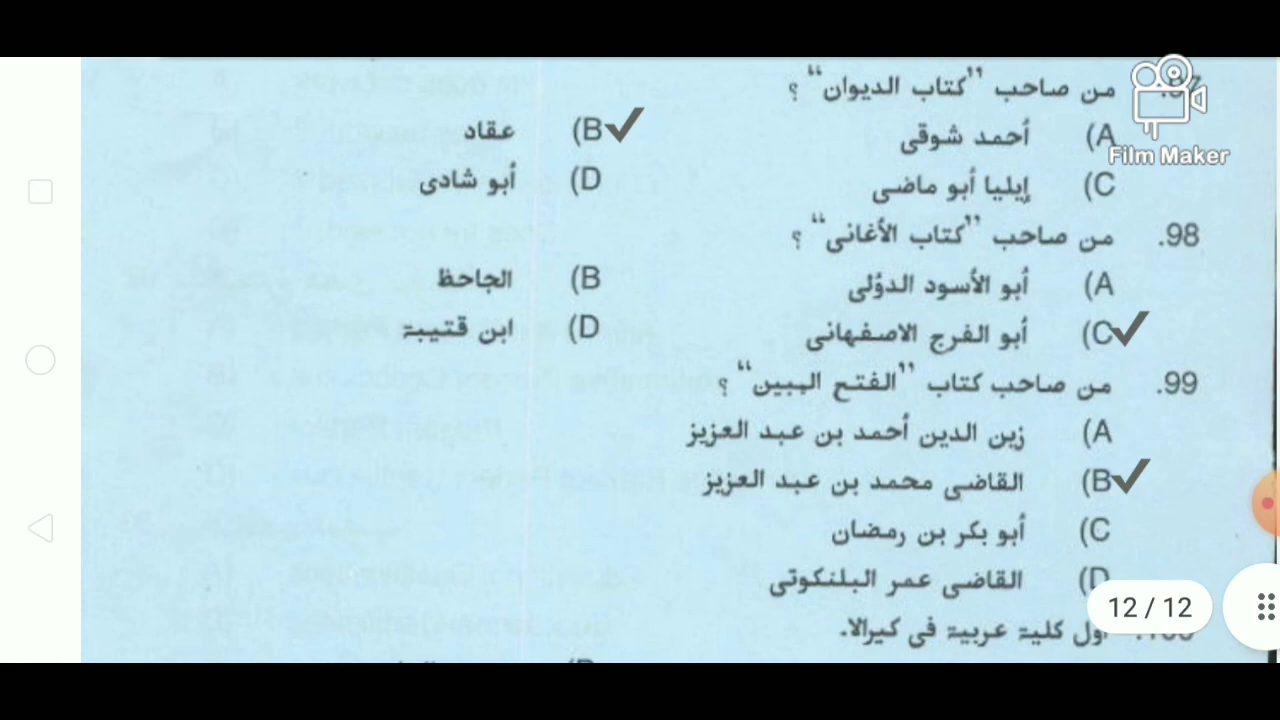 97. من صاحب "كتاب الديوان" ؟
A) أحمد شوقى
B) عقاد
C) إيليا أبو ماضى
D) أبو شادى
98. من صاحب "كتاب الأغانى" ؟
A) أبو الأسود الدؤلى
B) الجاحظ
C) أبو الفرج الاصفهانى
D) ابن قتيبة
99. من صاحب كتاب "الفتح المبين" ؟
A) زين الدين أحمد بن عبد العزيز
B) القاضى محمد بن عبد العزيز
C) أبو بكر بن رمضان
D) القاضى عمر البلنكوتى
100. أول كلية عربية فى كيرالا.
Film Maker
12 / 12